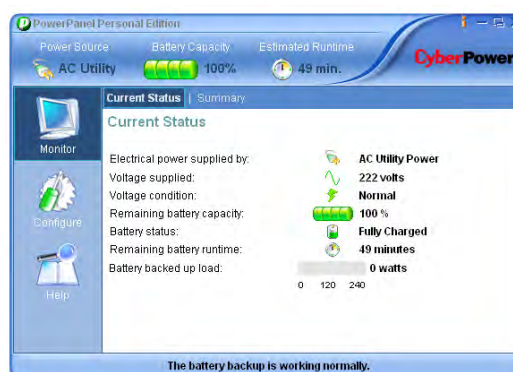 PowerPanel Personal Edition
Power Source Battery Capacity Estimated Runtime
AC Utility 100% 49 min.
CyberPower
Current Status | Summary
Current Status
Monitor
Configure
Help
Electrical power supplied by: AC Utility Power
Voltage supplied: 222 volts
Voltage condition: Normal
Remaining battery capacity: 100 %
Battery status: Fully Charged
Remaining battery runtime: 49 minutes
Battery backed up load: 0 watts
0 120 240
The battery backup is working normally.